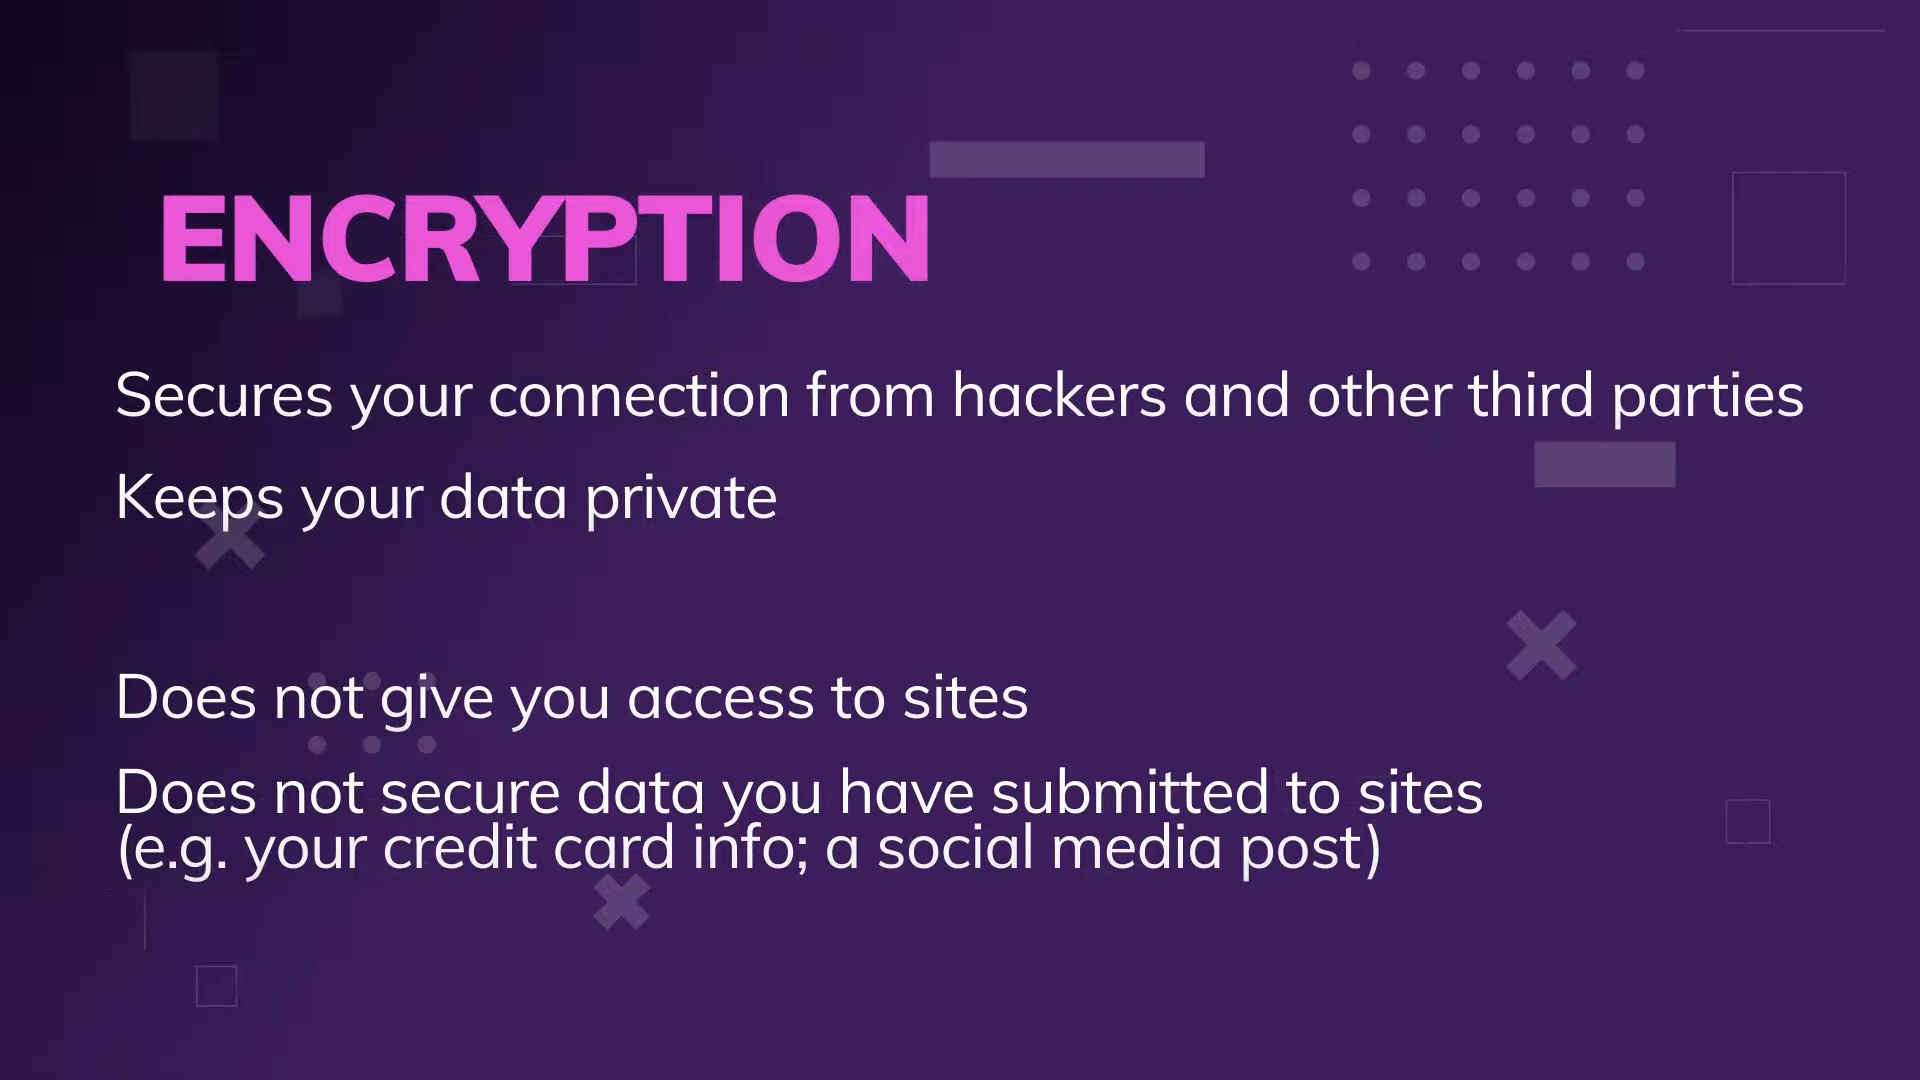 ENCRYPTION
Secures your connection from hackers and other third parties
Keeps your data private
Does not give you access to sites
Does not secure data you have submitted to sites
(e.g. your credit card info; a social media post)